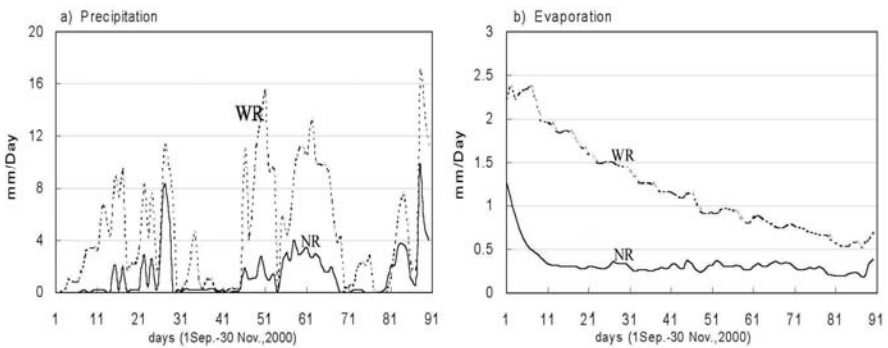 a) Precipitation
20
16
12
8
4
0
mm/Day
WR
NR
1 11 21 31 41 51 61 71 81 91
days (1Sep.-30 Nov.,2000)
b) Evaporation
3
2.5
2
1.5
1
0.5
0
mm/Day
WR
NR
1 11 21 31 41 51 61 71 81 91
days (1Sep.-30 Nov.,2000)